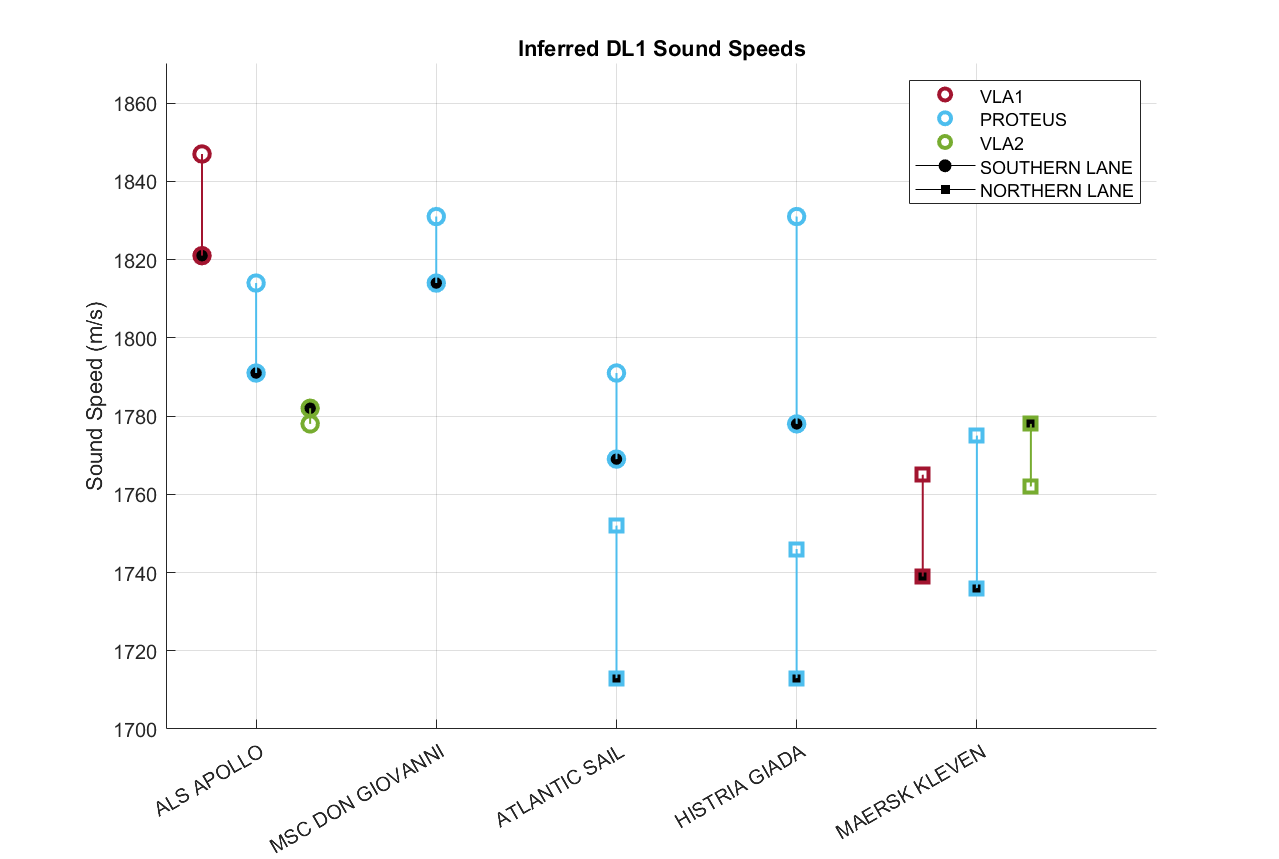 Inferred DL1 Sound Speeds
VLA1
PROTEUS
VLA2
SOUTHERN LANE
NORTHERN LANE
Sound Speed (m/s)
1860
1840
1820
1800
1780
1760
1740
1720
1700
ALS APOLLO
MSC DON GIOVANNI
ATLANTIC SAIL
HISTRIA GIADA
MAERSK KLEVEN